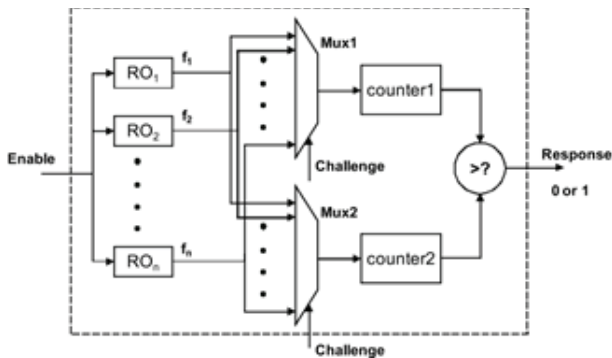 Enable
RO1
RO2
ROn
f1
f2
fn
Mux1
Challenge
Mux2
Challenge
counter1
counter2
>?
Response
0 or 1